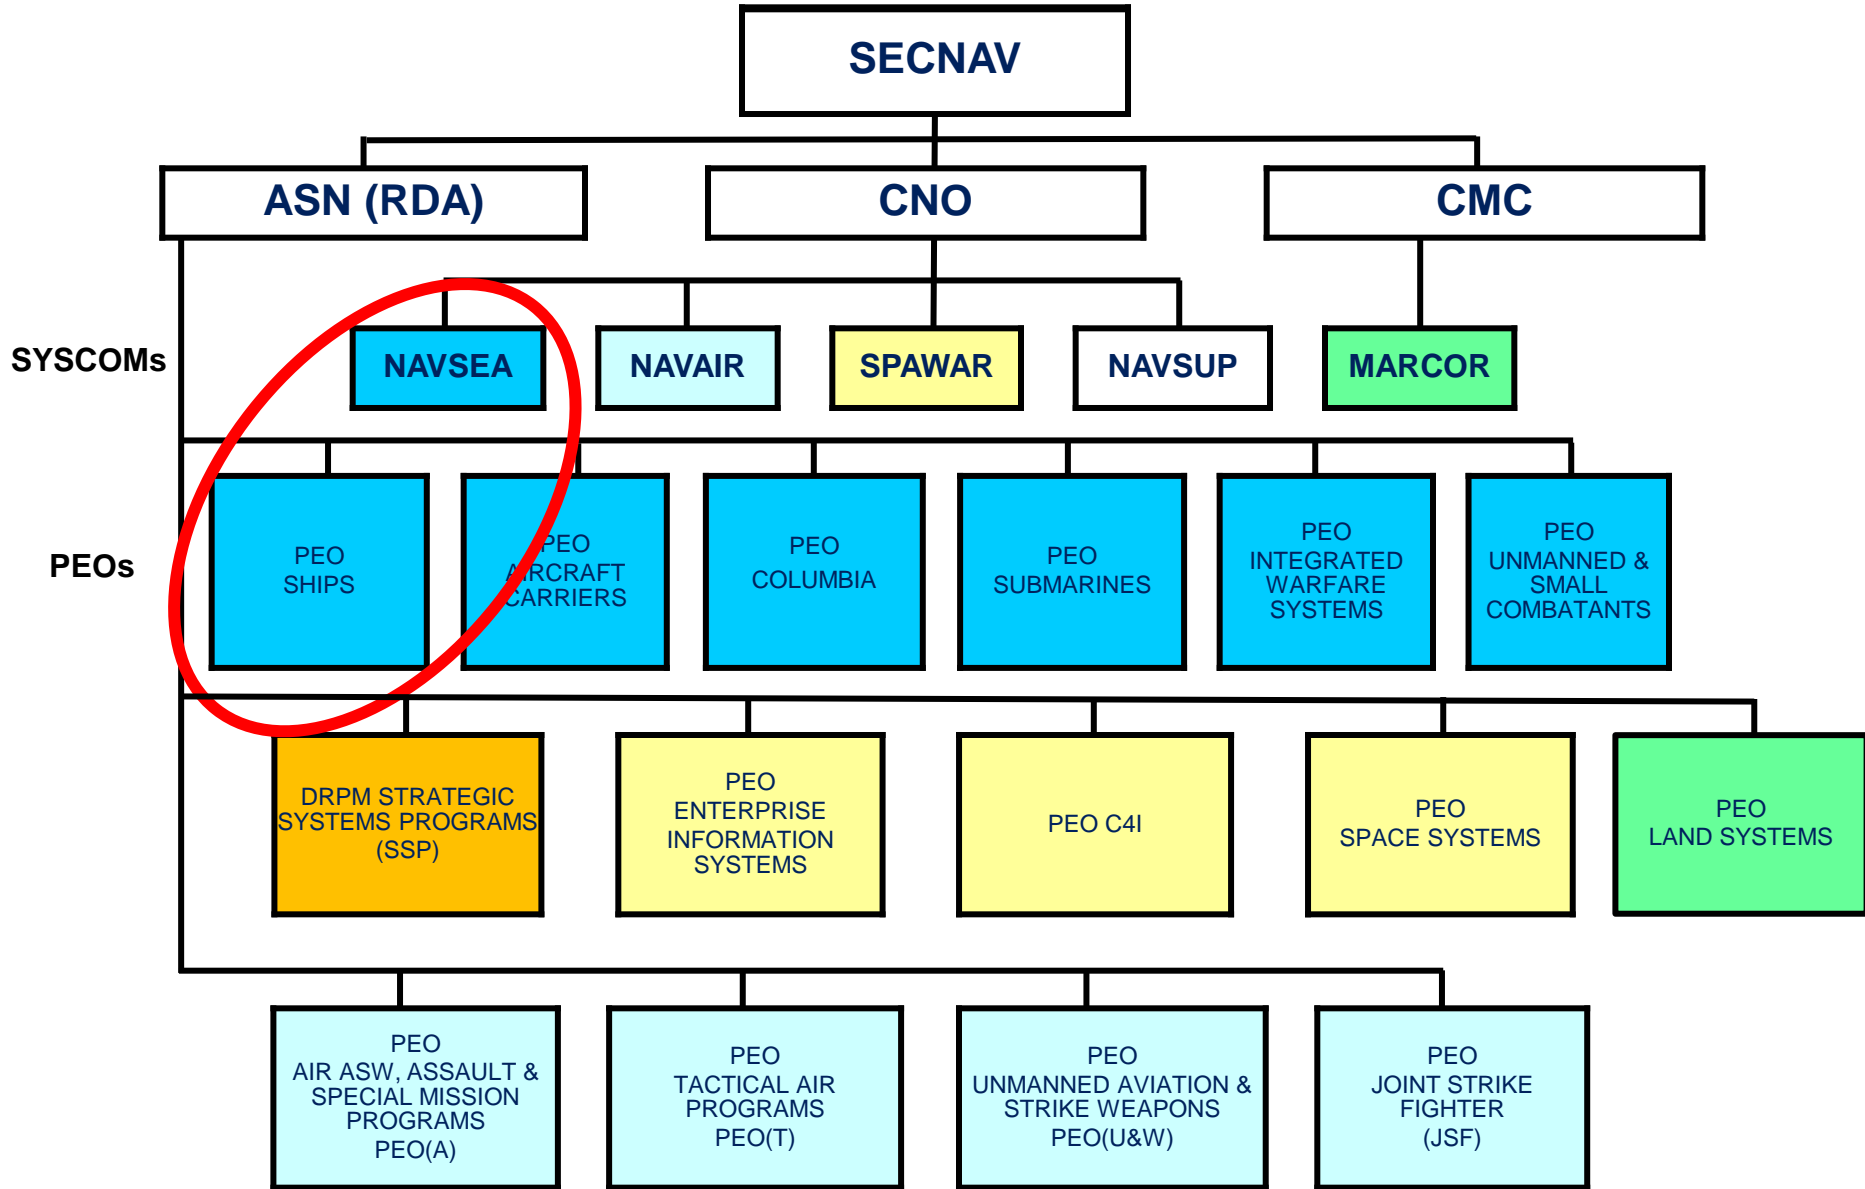 SECNAV
ASN (RDA)
CNO
CMC
SYSCOMs
NAVSEA
NAVAIR
SPAWAR
NAVSUP
MARCOR
PEOs
PEO
SHIPS
PEO
AIRCRAFT
CARRIERS
PEO
COLUMBIA
PEO
SUBMARINES
PEO
INTEGRATED
WARFARE
SYSTEMS
PEO
UNMANNED &
SMALL
COMBATANTS
DRPM STRATEGIC
SYSTEMS PROGRAMS
(SSP)
PEO
ENTERPRISE
INFORMATION
SYSTEMS
PEO C4I
PEO
SPACE SYSTEMS
PEO
LAND SYSTEMS
PEO
AIR ASW, ASSAULT &
SPECIAL MISSION
PROGRAMS
PEO(A)
PEO
TACTICAL AIR
PROGRAMS
PEO(T)
PEO
UNMANNED AVIATION &
STRIKE WEAPONS
PEO(U&W)
PEO
JOINT STRIKE
FIGHTER
(JSF)